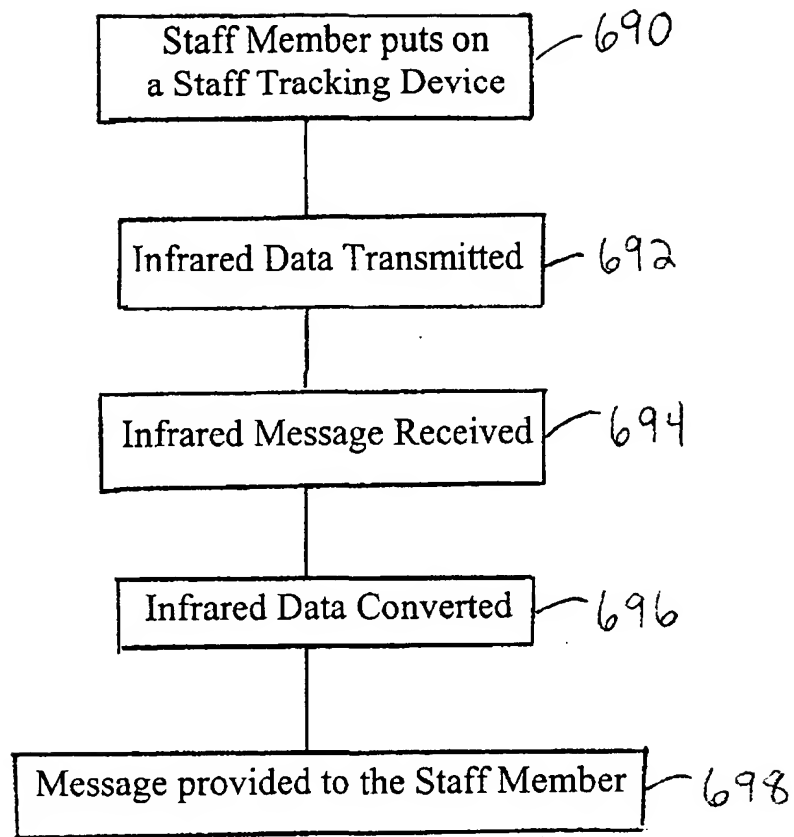 Staff Member puts on
a Staff Tracking Device
690
Infrared Data Transmitted
692
Infrared Message Received
694
Infrared Data Converted
696
Message provided to the Staff Member
698